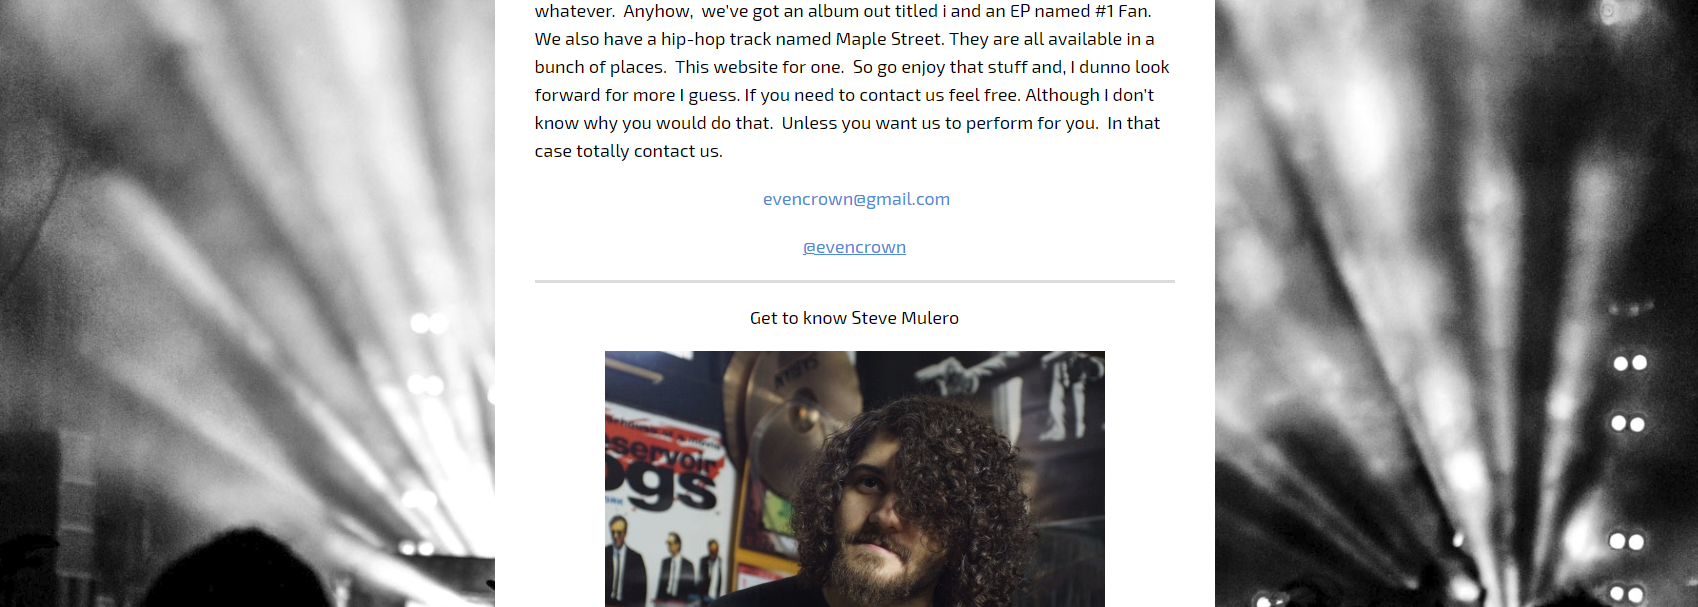 whatever.  Anyhow,  we've got an album out titled i and an EP named #1 Fan.
We also have a hip-hop track named Maple Street. They are all available in a
bunch of places.  This website for one.  So go enjoy that stuff and, I dunno look
forward for more I guess. If you need to contact us feel free. Although I don't
know why you would do that.  Unless you want us to perform for you.  In that
case totally contact us.
evencrown@gmail.com
@evencrown
Get to know Steve Mulero